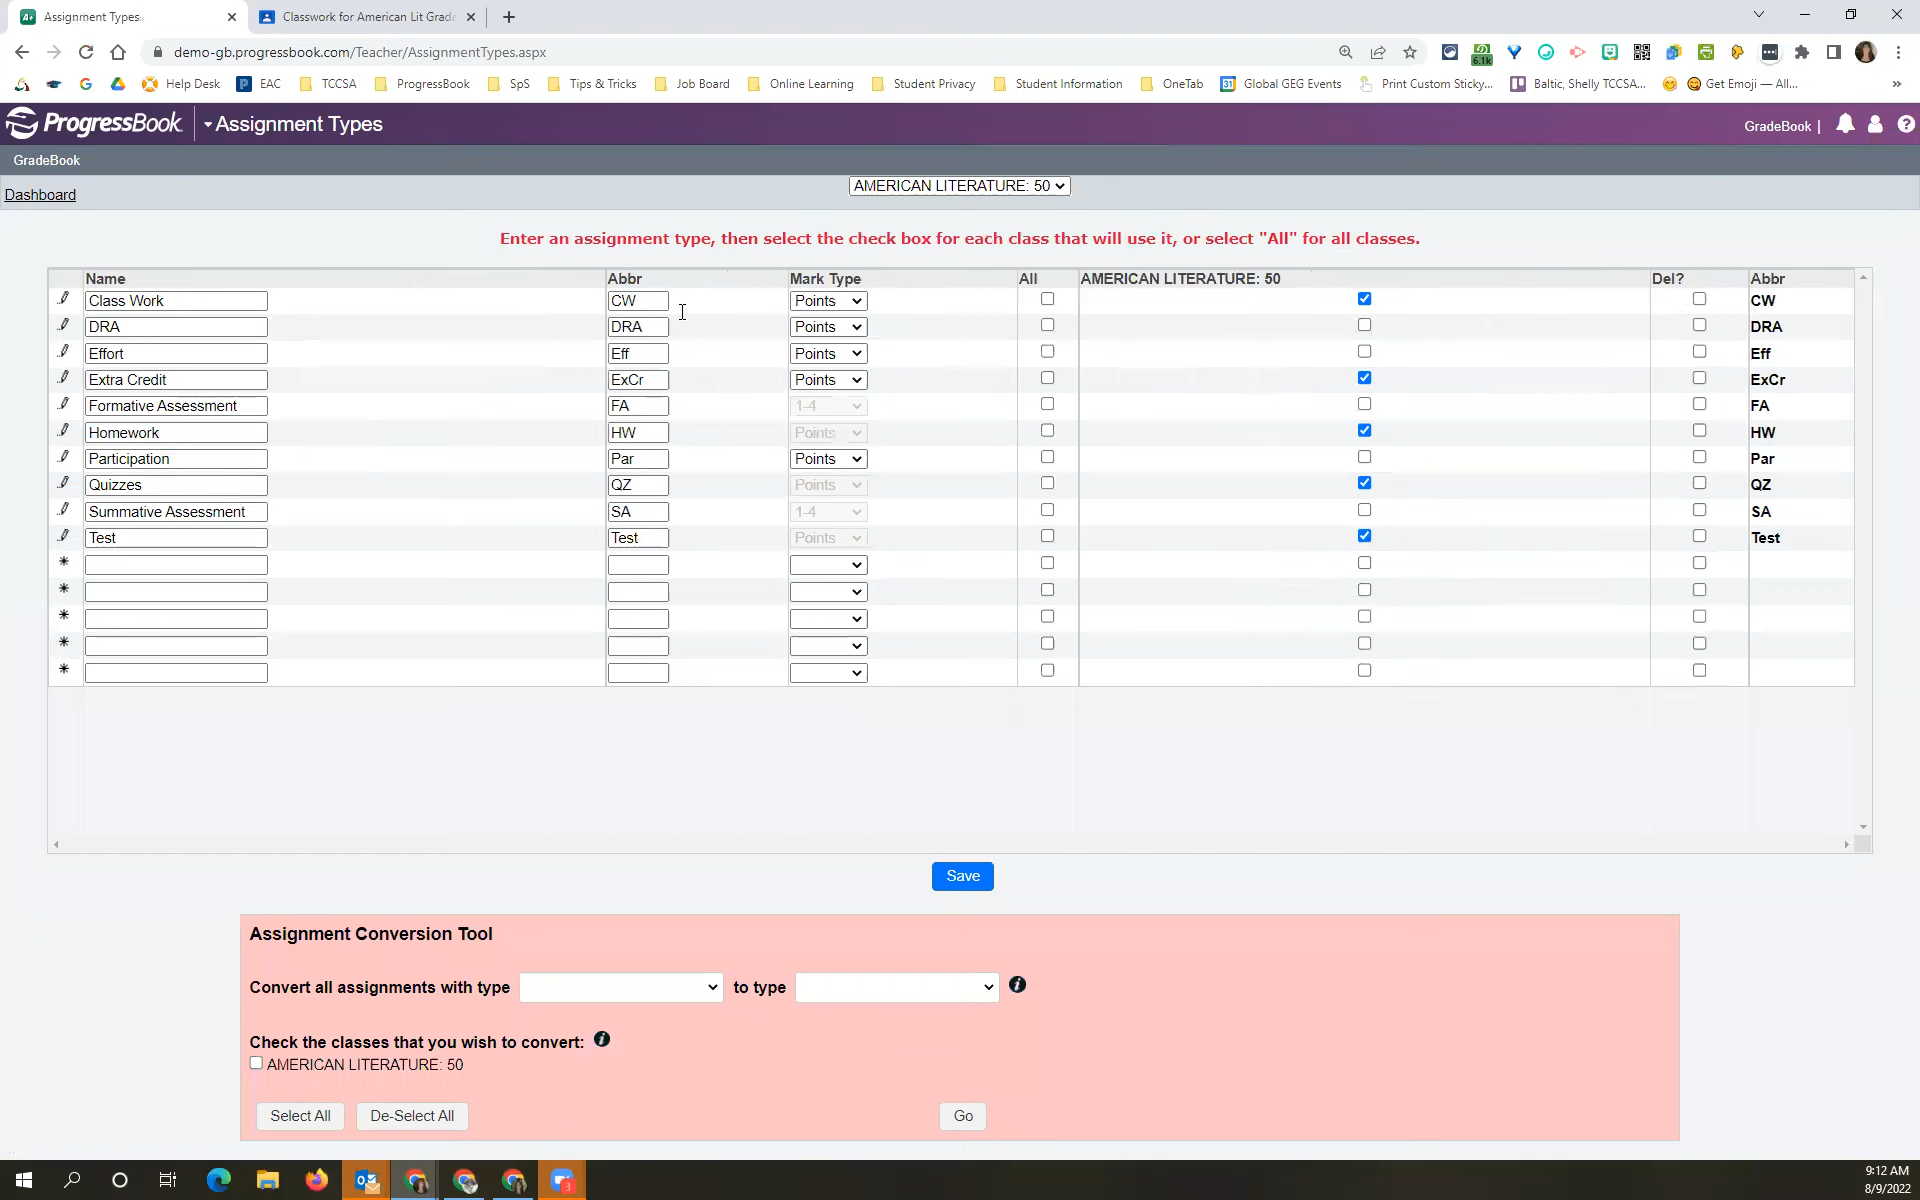 Assignment Types
Classwork for American Lit Grade
demo-gb.progressbook.com/Teacher/AssignmentTypes.aspx
6.1k
Help Desk EAC TCCSA ProgressBook SpS Tips & Tricks Job Board Online Learning Student Privacy Student Information OneTab Global GEG Events Print Custom Sticky... Baltic, Shelly TCCSA... Get Emoji — All...
ProgressBook Assignment Types GradeBook |
GradeBook
Dashboard
AMERICAN LITERATURE: 50
Enter an assignment type, then select the check box for each class that will use it, or select "All" for all classes.
Name Abbr Mark Type All AMERICAN LITERATURE: 50 Del? Abbr
Class Work CW Points CW
DRA DRA Points DRA
Effort Eff Points Eff
Extra Credit ExCr Points ExCr
Formative Assessment FA 1-4 FA
Homework HW Points HW
Participation Par Points Par
Quizzes QZ Points QZ
Summative Assessment SA 1-4 SA
Test Test Points Test
*
*
*
*
*
Save
Assignment Conversion Tool
Convert all assignments with type to type
Check the classes that you wish to convert:
AMERICAN LITERATURE: 50
Select All De-Select All Go
9:12 AM
8/9/2022